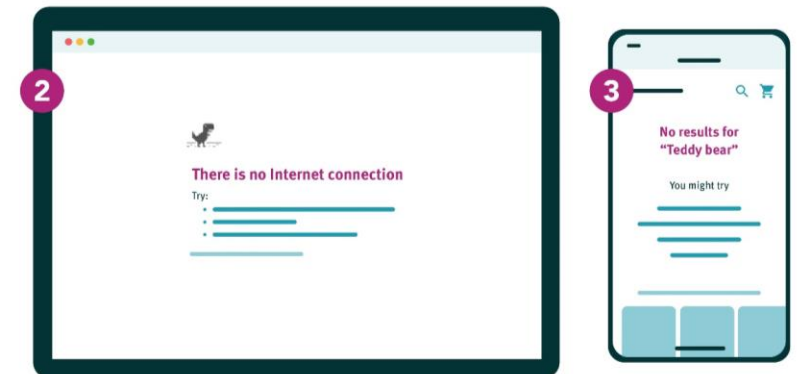 2
There is no Internet connection
Try:
3
No results for
“Teddy bear”
You might try